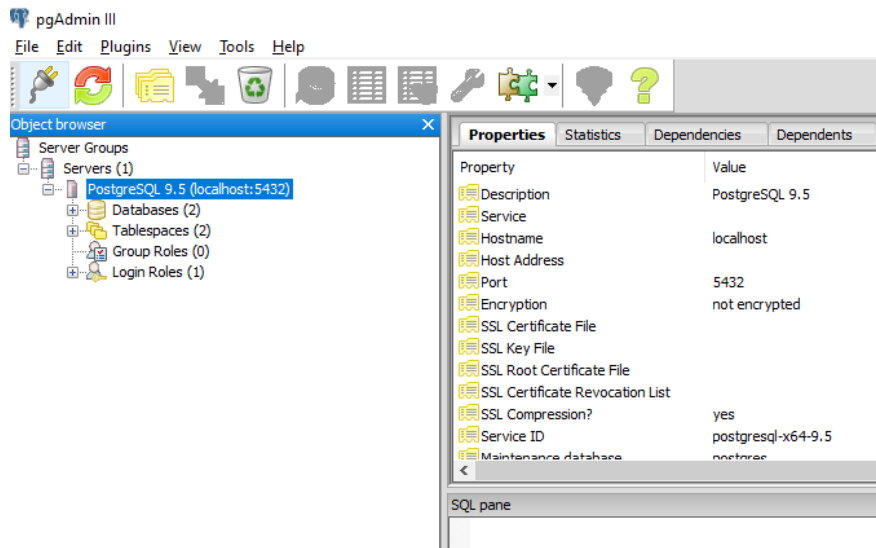 pgAdmin III
File Edit Plugins View Tools Help
Object browser
Server Groups
Servers (1)
PostgreSQL 9.5 (localhost:5432)
Databases (2)
Tablespaces (2)
Group Roles (0)
Login Roles (1)
Properties Statistics Dependencies Dependents
Property Value
Description PostgreSQL 9.5
Service
Hostname localhost
Host Address
Port 5432
Encryption not encrypted
SSL Certificate File
SSL Key File
SSL Root Certificate File
SSL Certificate Revocation List
SSL Compression? yes
Service ID postgresql-x64-9.5
Maintenance database postgres
SQL pane